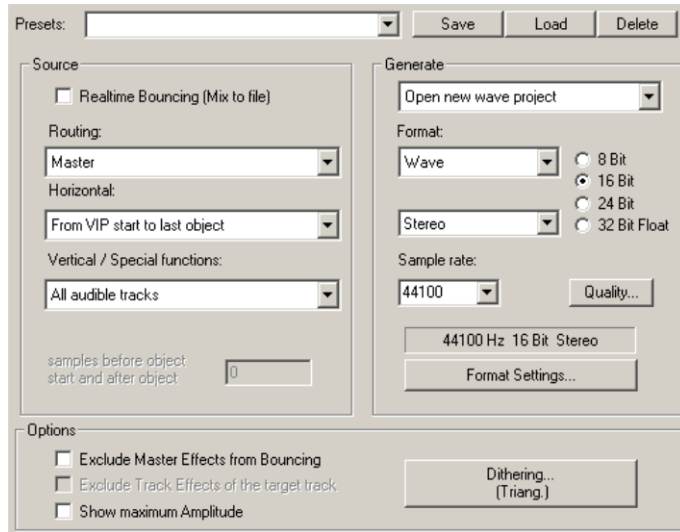 Presets:
Save
Load
Delete
Source
Realtime Bouncing (Mix to file)
Routing:
Master
Horizontal:
From VIP start to last object
Vertical / Special functions:
All audible tracks
samples before object
start and after object
0
Generate
Open new wave project
Format:
Wave
8 Bit
16 Bit
24 Bit
32 Bit Float
Stereo
Sample rate:
44100
Quality...
44100 Hz 16 Bit Stereo
Format Settings...
Options
Exclude Master Effects from Bouncing
Exclude Track Effects of the target track
Show maximum Amplitude
Dithering...
(Triang.)